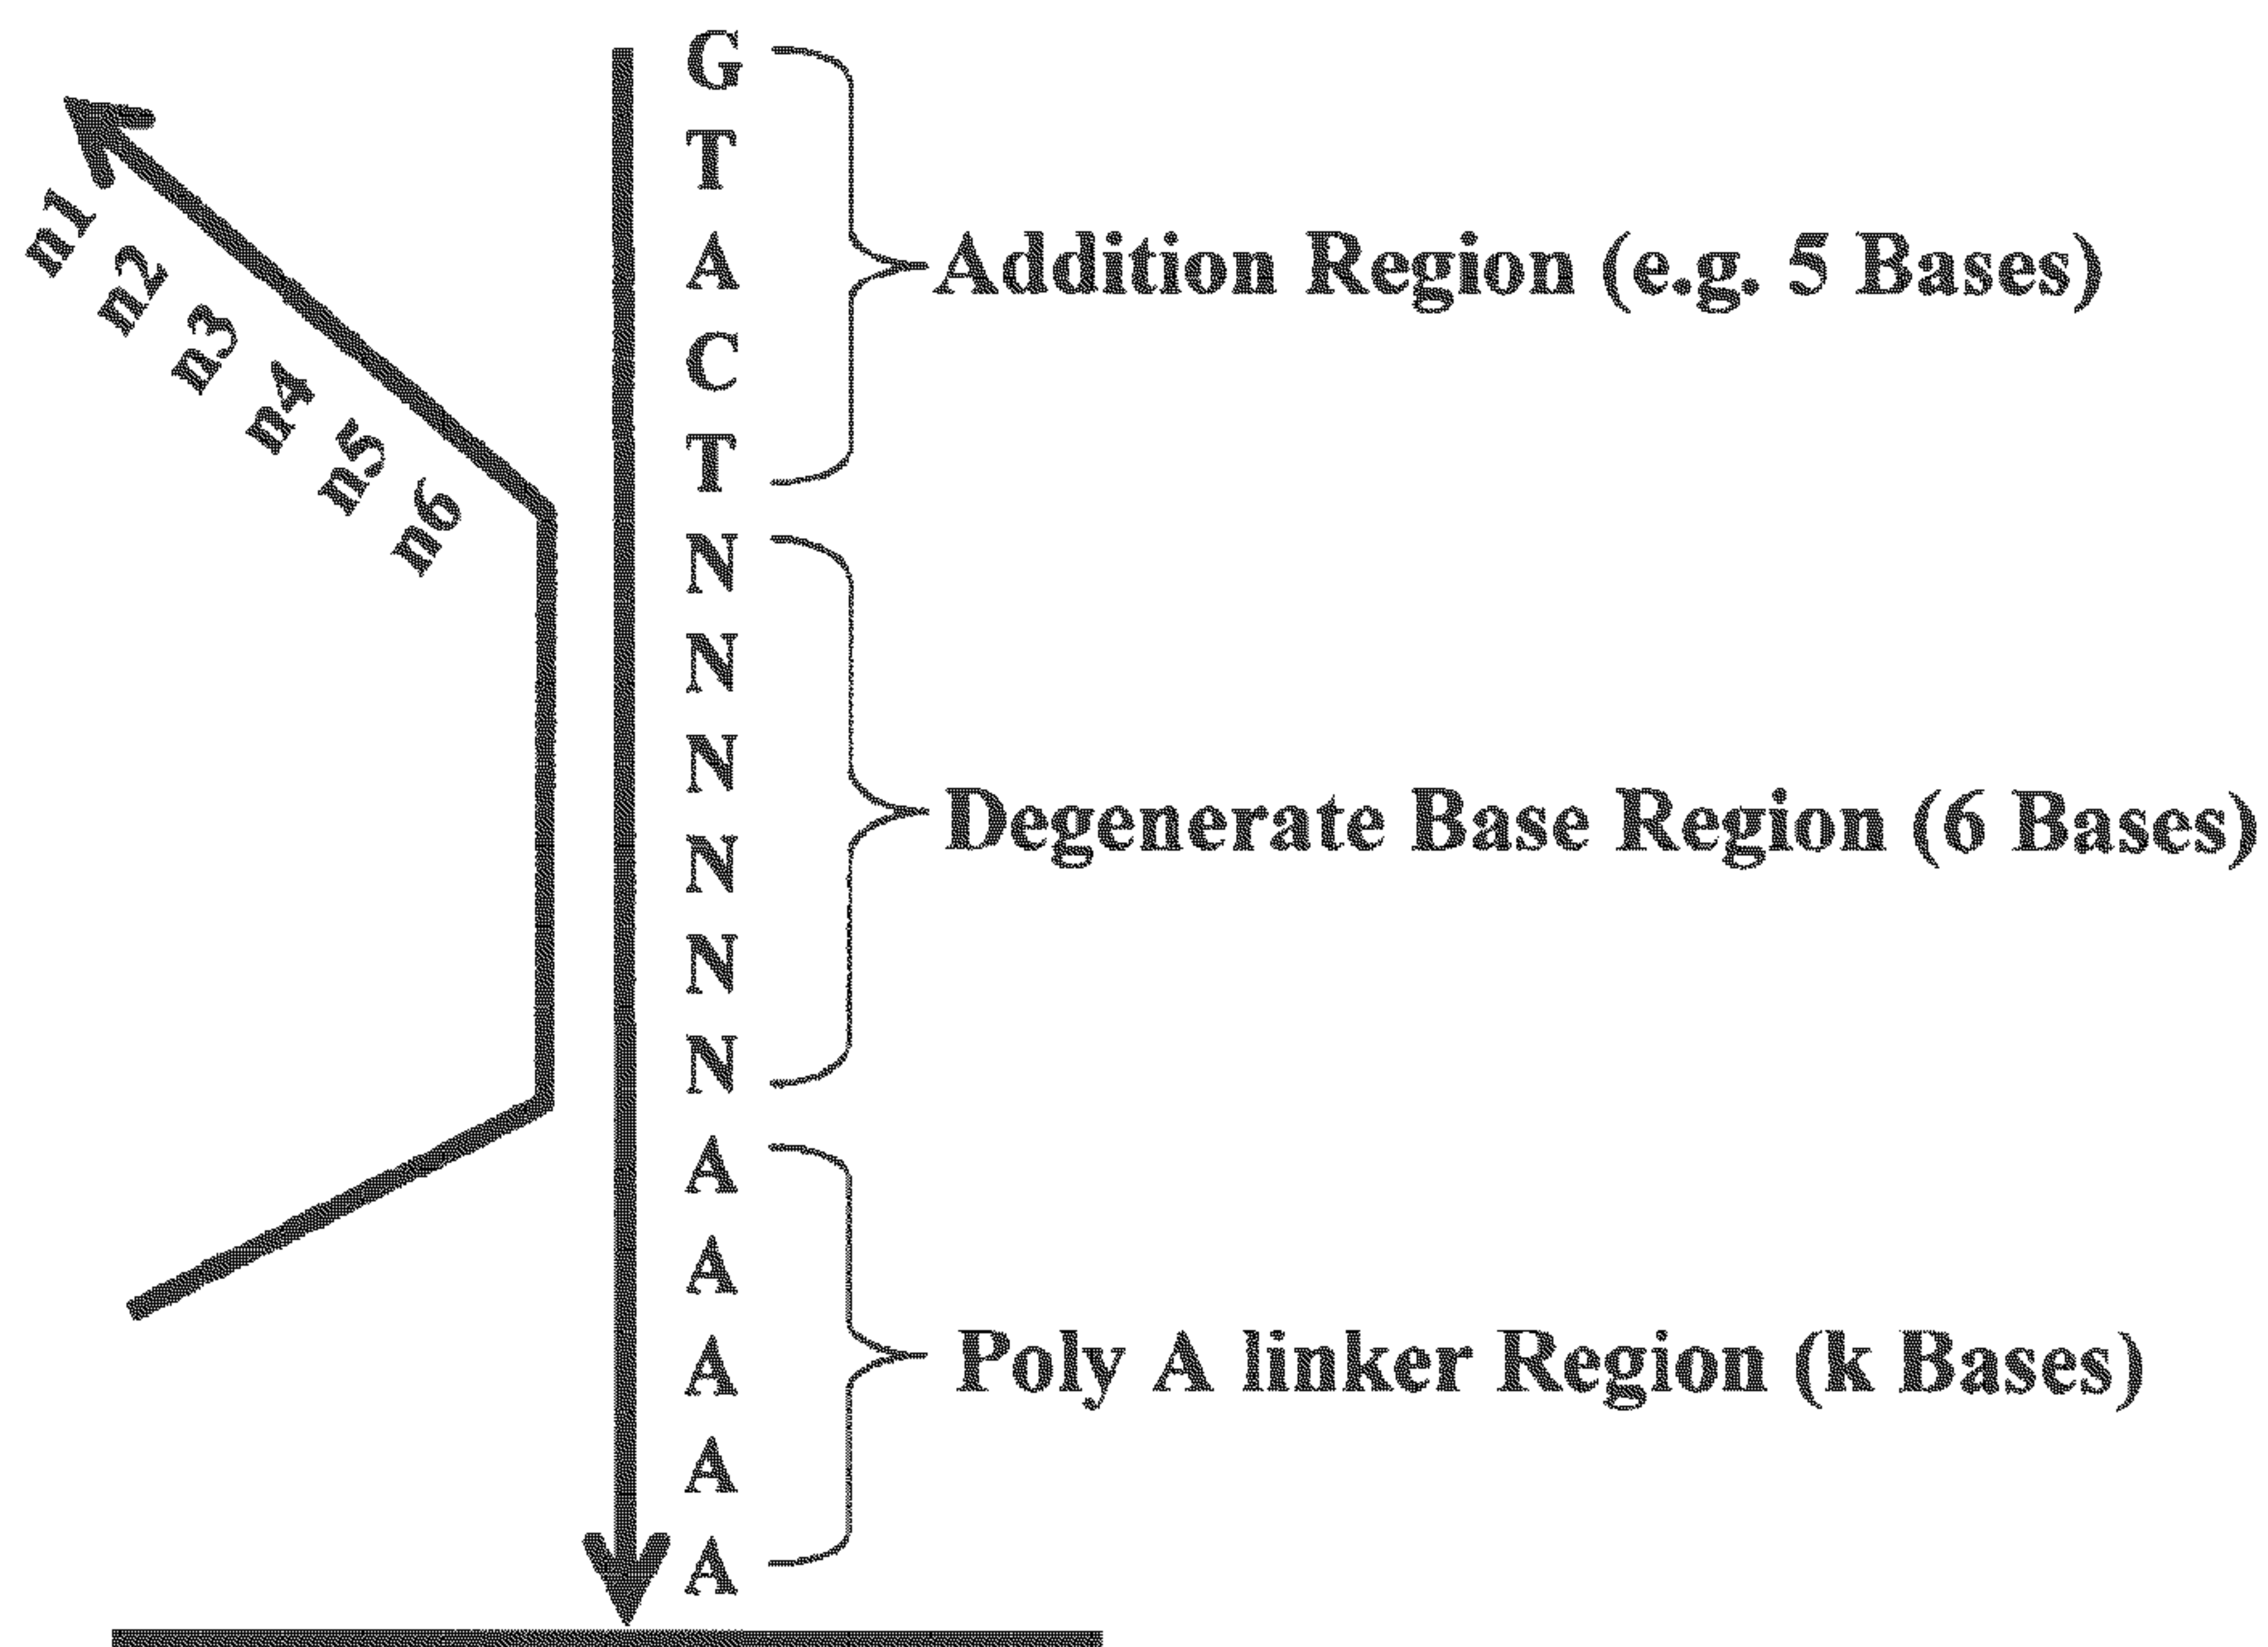 G
T
A
C
T
Addition Region (e.g. 5 Bases)
n1
n2
n3
n4
n5
n6
N
N
N
N
N
N
Degenerate Base Region (6 Bases)
A
A
A
A
A
Poly A linker Region (k Bases)